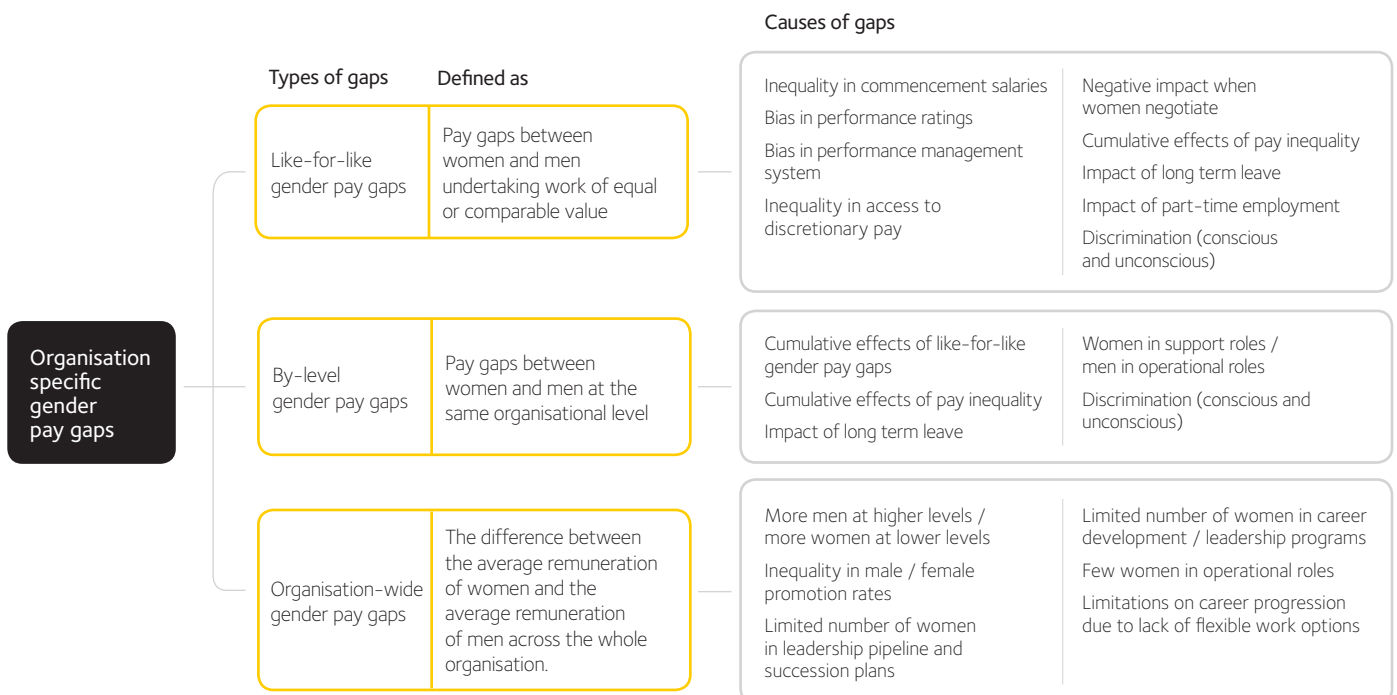 Causes of gaps
Types of gaps
Defined as
Organisation
specific
gender
pay gaps
Like-for-like
gender pay gaps
Pay gaps between
women and men
undertaking work of equal
or comparable value
Inequality in commencement salaries
Bias in performance ratings
Bias in performance management
system
Inequality in access to
discretionary pay
Negative impact when
women negotiate
Cumulative effects of pay inequality
Impact of long term leave
Impact of part-time employment
Discrimination (conscious
and unconscious)
By-level
gender pay gaps
Pay gaps between
women and men at the
same organisational level
Cumulative effects of like-for-like
gender pay gaps
Cumulative effects of pay inequality
Impact of long term leave
Women in support roles /
men in operational roles
Discrimination (conscious and
unconscious)
Organisation-wide
gender pay gaps
The difference between
the average remuneration
of women and the
average remuneration
of men across the whole
organisation.
More men at higher levels /
more women at lower levels
Inequality in male / female
promotion rates
Limited number of women
in leadership pipeline and
succession plans
Limited number of women in career
development / leadership programs
Few women in operational roles
Limitations on career progression
due to lack of flexible work options